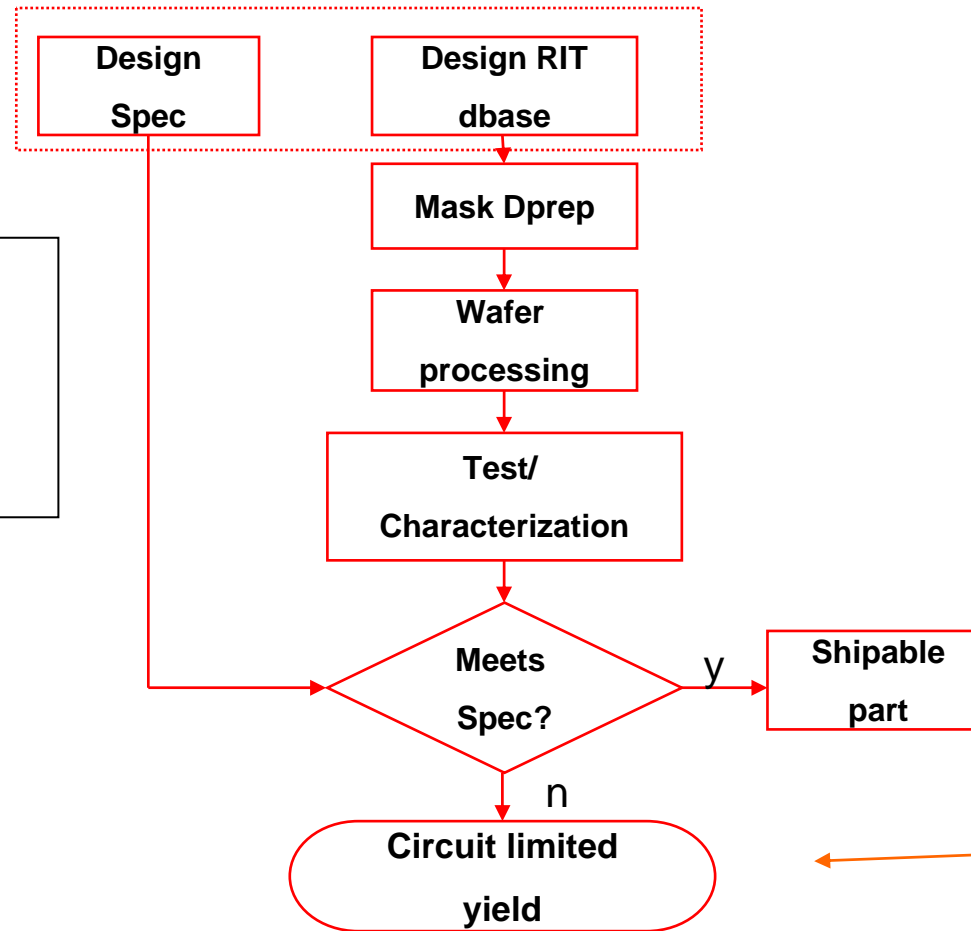 Design
Spec
Design RIT
dbase
Mask Dprep
Wafer
processing
Test/
Characterization
Meets
Spec?
y
Shipable
part
n
Circuit limited
yield